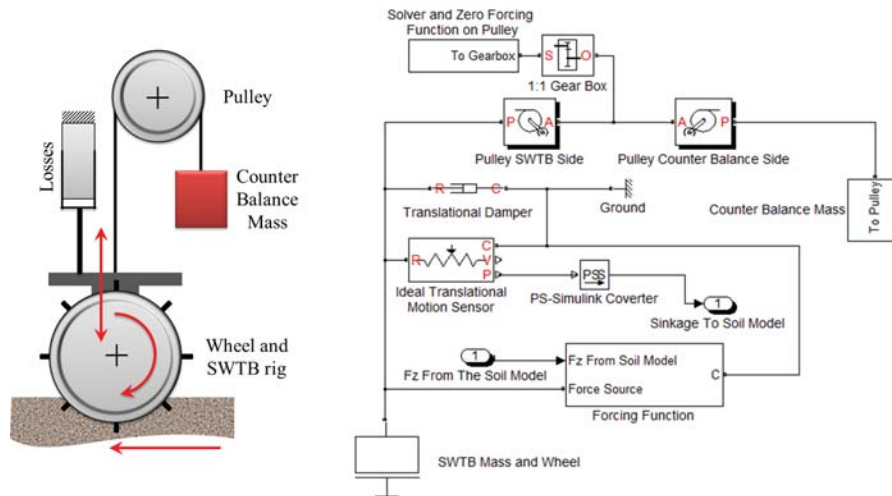 Pulley
Losses
Counter
Balance
Mass
Wheel and
SWTB rig
Solver and Zero Forcing
Function on Pulley
To Gearbox
S
O
1:1 Gear Box
P
A
Pulley SWTB Side
A
P
Pulley Counter Balance Side
R
C
Translational Damper
Ground
Counter Balance Mass
To Pulley
R
C
V
P
Ideal Translational
Motion Sensor
PSS
PS-Simulink Coverter
1
Sinkage To Soil Model
1
Fz From The Soil Model
Fz From Soil Model
Force Source
C
Forcing Function
SWTB Mass and Wheel